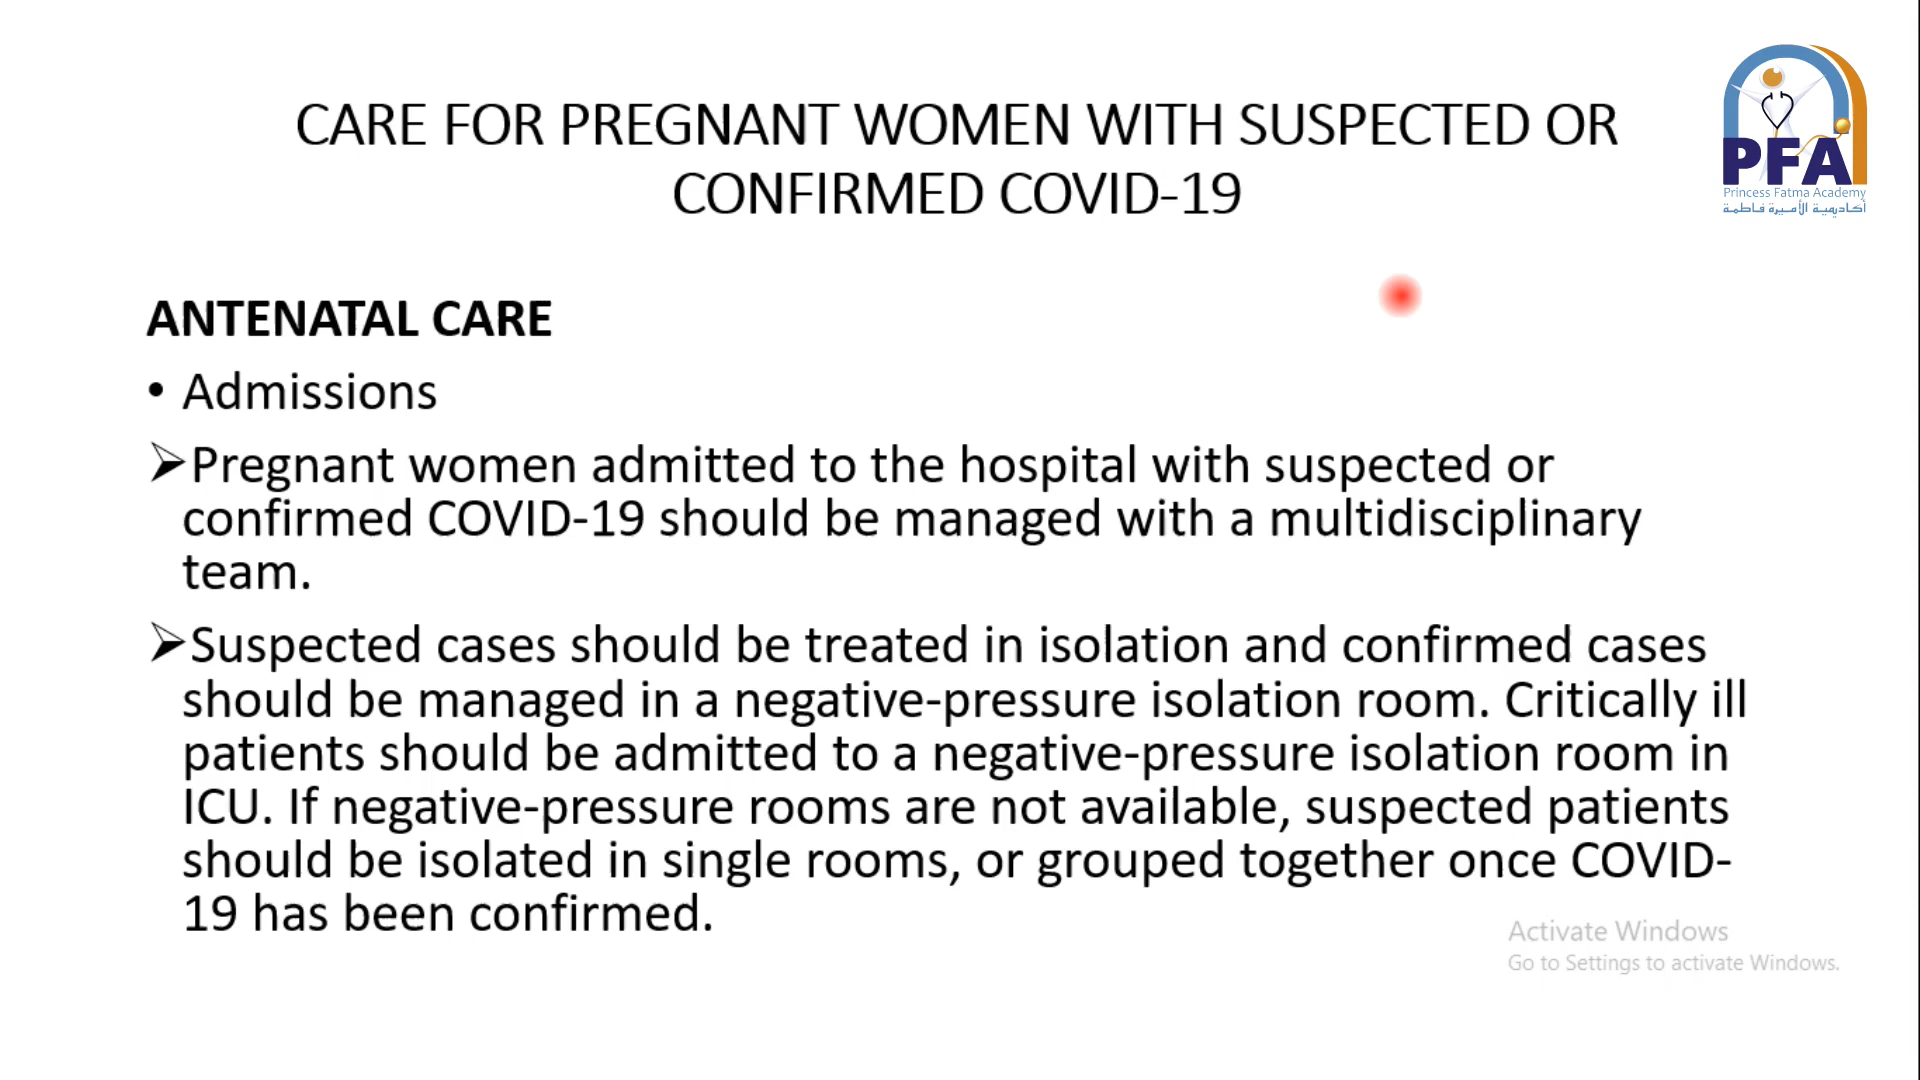 CARE FOR PREGNANT WOMEN WITH SUSPECTED OR
CONFIRMED COVID-19
PFA
Princess Fatma Academy
أكاديمية الأميرة فاطمة
ANTENATAL CARE
• Admissions
➢Pregnant women admitted to the hospital with suspected or
confirmed COVID-19 should be managed with a multidisciplinary
team.
➢Suspected cases should be treated in isolation and confirmed cases
should be managed in a negative-pressure isolation room. Critically ill
patients should be admitted to a negative-pressure isolation room in
ICU. If negative-pressure rooms are not available, suspected patients
should be isolated in single rooms, or grouped together once COVID-
19 has been confirmed.
Activate Windows
Go to Settings to activate Windows.